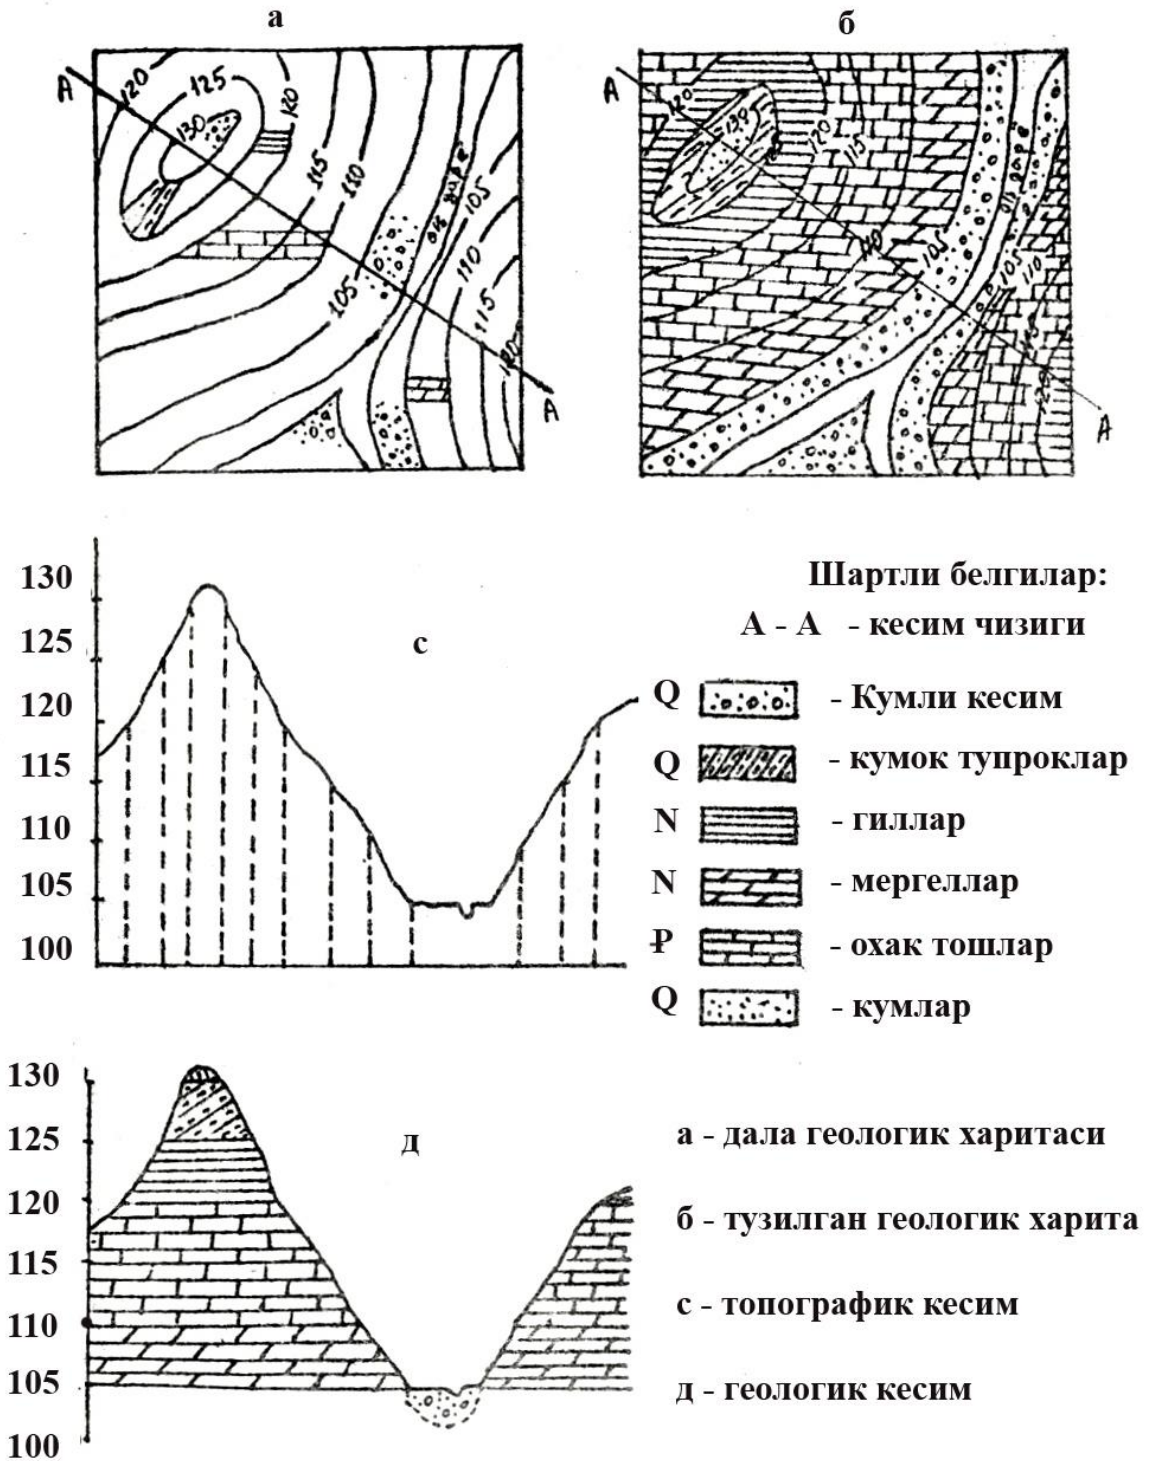 а
б
А
120
125
130
120
115
110
105
105
110
115
120
А
А
120
130
120
115
110
105
105
110
120
А
130
125
120
115
110
105
100
с
Шартли белгилар:
А - А - кесим чизиги
Q - Кумли кесим
Q - кумок тупроклар
N - гиллар
N - мергеллар
Р - охак тошлар
Q - кумлар
130
125
120
115
110
105
100
д
а - дала геологик харитаси
б - тузилган геологик харита
с - топографик кесим
д - геологик кесим